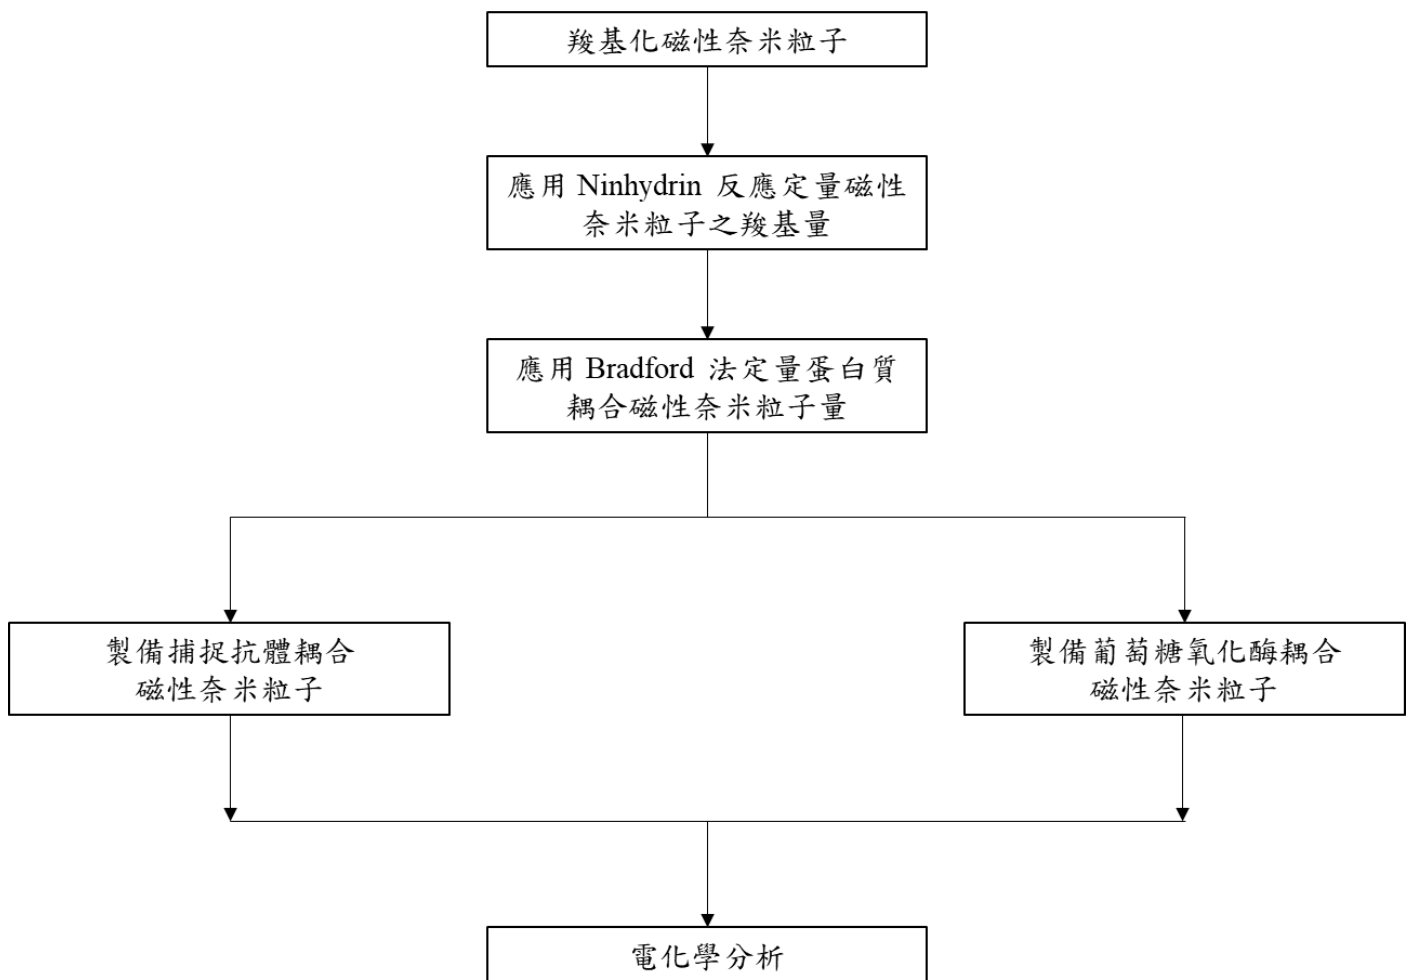 羧基化磁性奈米粒子
應用 Ninhydrin 反應定量磁性
奈米粒子之羧基量
應用 Bradford 法定量蛋白質
耦合磁性奈米粒子量
製備捕捉抗體耦合
磁性奈米粒子
製備葡萄糖氧化酶耦合
磁性奈米粒子
電化學分析